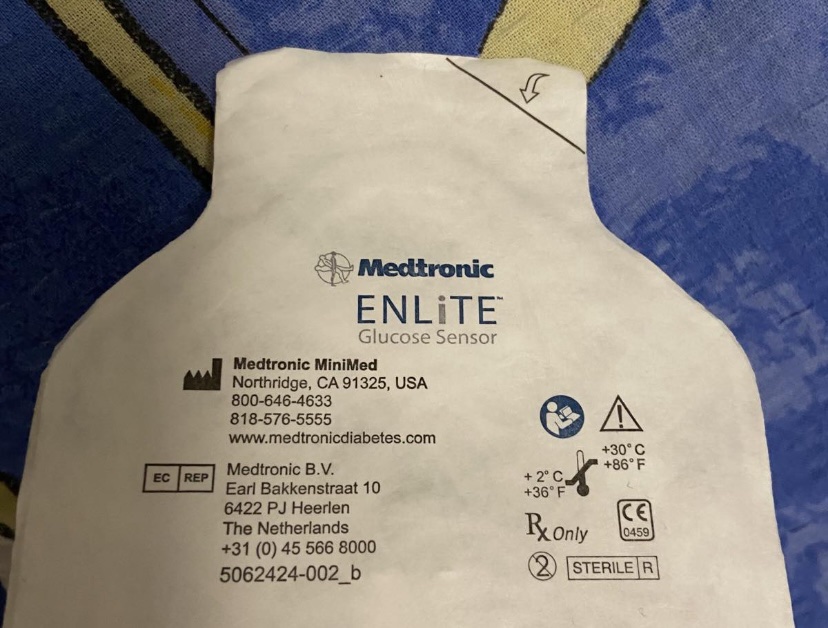 Medtronic
ENLiTE™
Glucose Sensor
Medtronic MiniMed
Northridge, CA 91325, USA
800-646-4633
818-576-5555
www.medtronicdiabetes.com
EC REP
Medtronic B.V.
Earl Bakkenstraat 10
6422 PJ Heerlen
The Netherlands
+31 (0) 45 566 8000
5062424-002_b
+30°C
+86°F
+2°C
+36°F
Rx Only
CE
0459
2
STERILE R